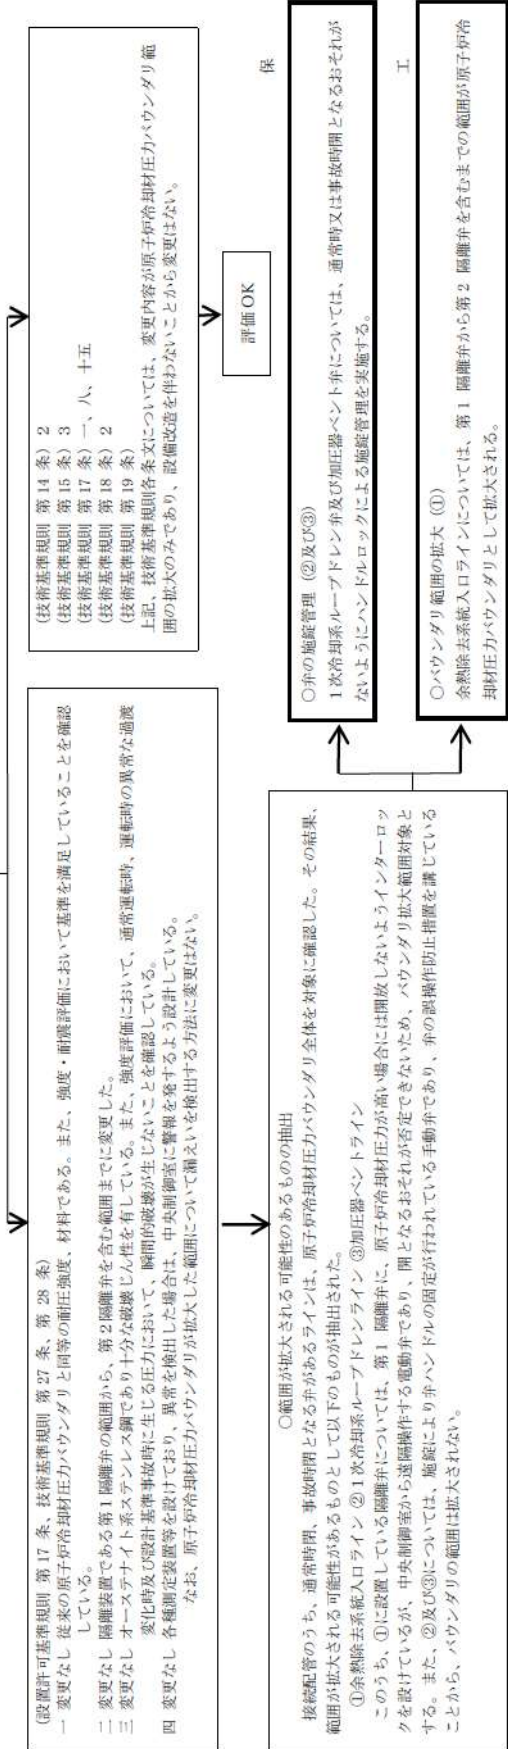 (設置許可基準規則 第 17 条、技術基準規則 第 27 条、第 28 条)
一 変更なし 従来の原子炉冷却材圧力バウンダリと同等の耐圧強度、材料である。また、強度・耐震評価において基準を満足していることを確認
している。
二 変更なし 隔離装置である第 1 隔離弁の範囲から、第 2 隔離弁を含む範囲までに変更した。
三 変更なし オーステナイト系ステンレス鋼であり十分な破壊じん性を有している。また、強度評価において、通常運転時、運転時の異常な過渡
変化時及び設計基準事故時に生じる圧力において、瞬間的破壊が生じないことを確認している。
四 変更なし 各種測定装置等を設けており、異常を検出した場合は、中央制御室に警報を発するよう設計している。
なお、原子炉冷却材圧力バウンダリが拡大した範囲について漏えいを検出する方法に変更はない。
(技術基準規則 第 14 条) 2
(技術基準規則 第 15 条) 3
(技術基準規則 第 17 条) 一、八、十五
(技術基準規則 第 18 条) 2
(技術基準規則 第 19 条)
上記、技術基準規則各条文については、変更内容が原子炉冷却材圧力バウンダリ範
囲の拡大のみであり、設備改造を伴わないことから変更はない。
評価 OK
○範囲が拡大される可能性のあるものの抽出
接続配管のうち、通常時閉、事故時閉となる弁があるラインは、原子炉冷却材圧力バウンダリ全体を対象に確認した。その結果、
範囲が拡大される可能性があるものとして以下のものが抽出された。
①余熱除去系統入口ライン ②1 次冷却系ループドレンライン ③加圧器ベントライン
このうち、①に設置している隔離弁については、第 1 隔離弁に、原子炉冷却材圧力が高い場合には開放しないようインターロッ
クを設けているが、中央制御室から遠隔操作する電動弁であり、開となるおそれが否定できないため、バウンダリ拡大範囲対象と
する。また、②及び③については、施錠により弁ハンドルの固定が行われている手動弁であり、弁の誤操作防止措置を講じている
ことから、バウンダリの範囲は拡大されない。
保
○弁の施錠管理 (②及び③)
1 次冷却系ループドレン弁及び加圧器ベント弁については、通常時又は事故時開となるおそれが
ないようにハンドルロックによる施錠管理を実施する。
工
○バウンダリ範囲の拡大 (①)
余熱除去系統入口ラインについては、第 1 隔離弁から第 2 隔離弁を含むまでの範囲が原子炉冷
却材圧力バウンダリとして拡大される。